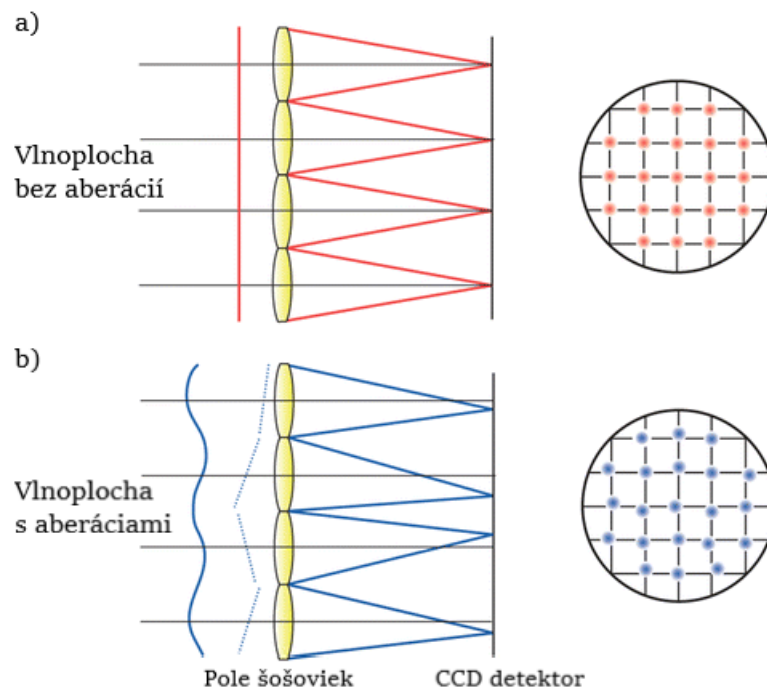 a)
Vlnoplocha
bez aberácií
b)
Vlnoplocha
s aberáciami
Pole šošoviek
CCD detektor